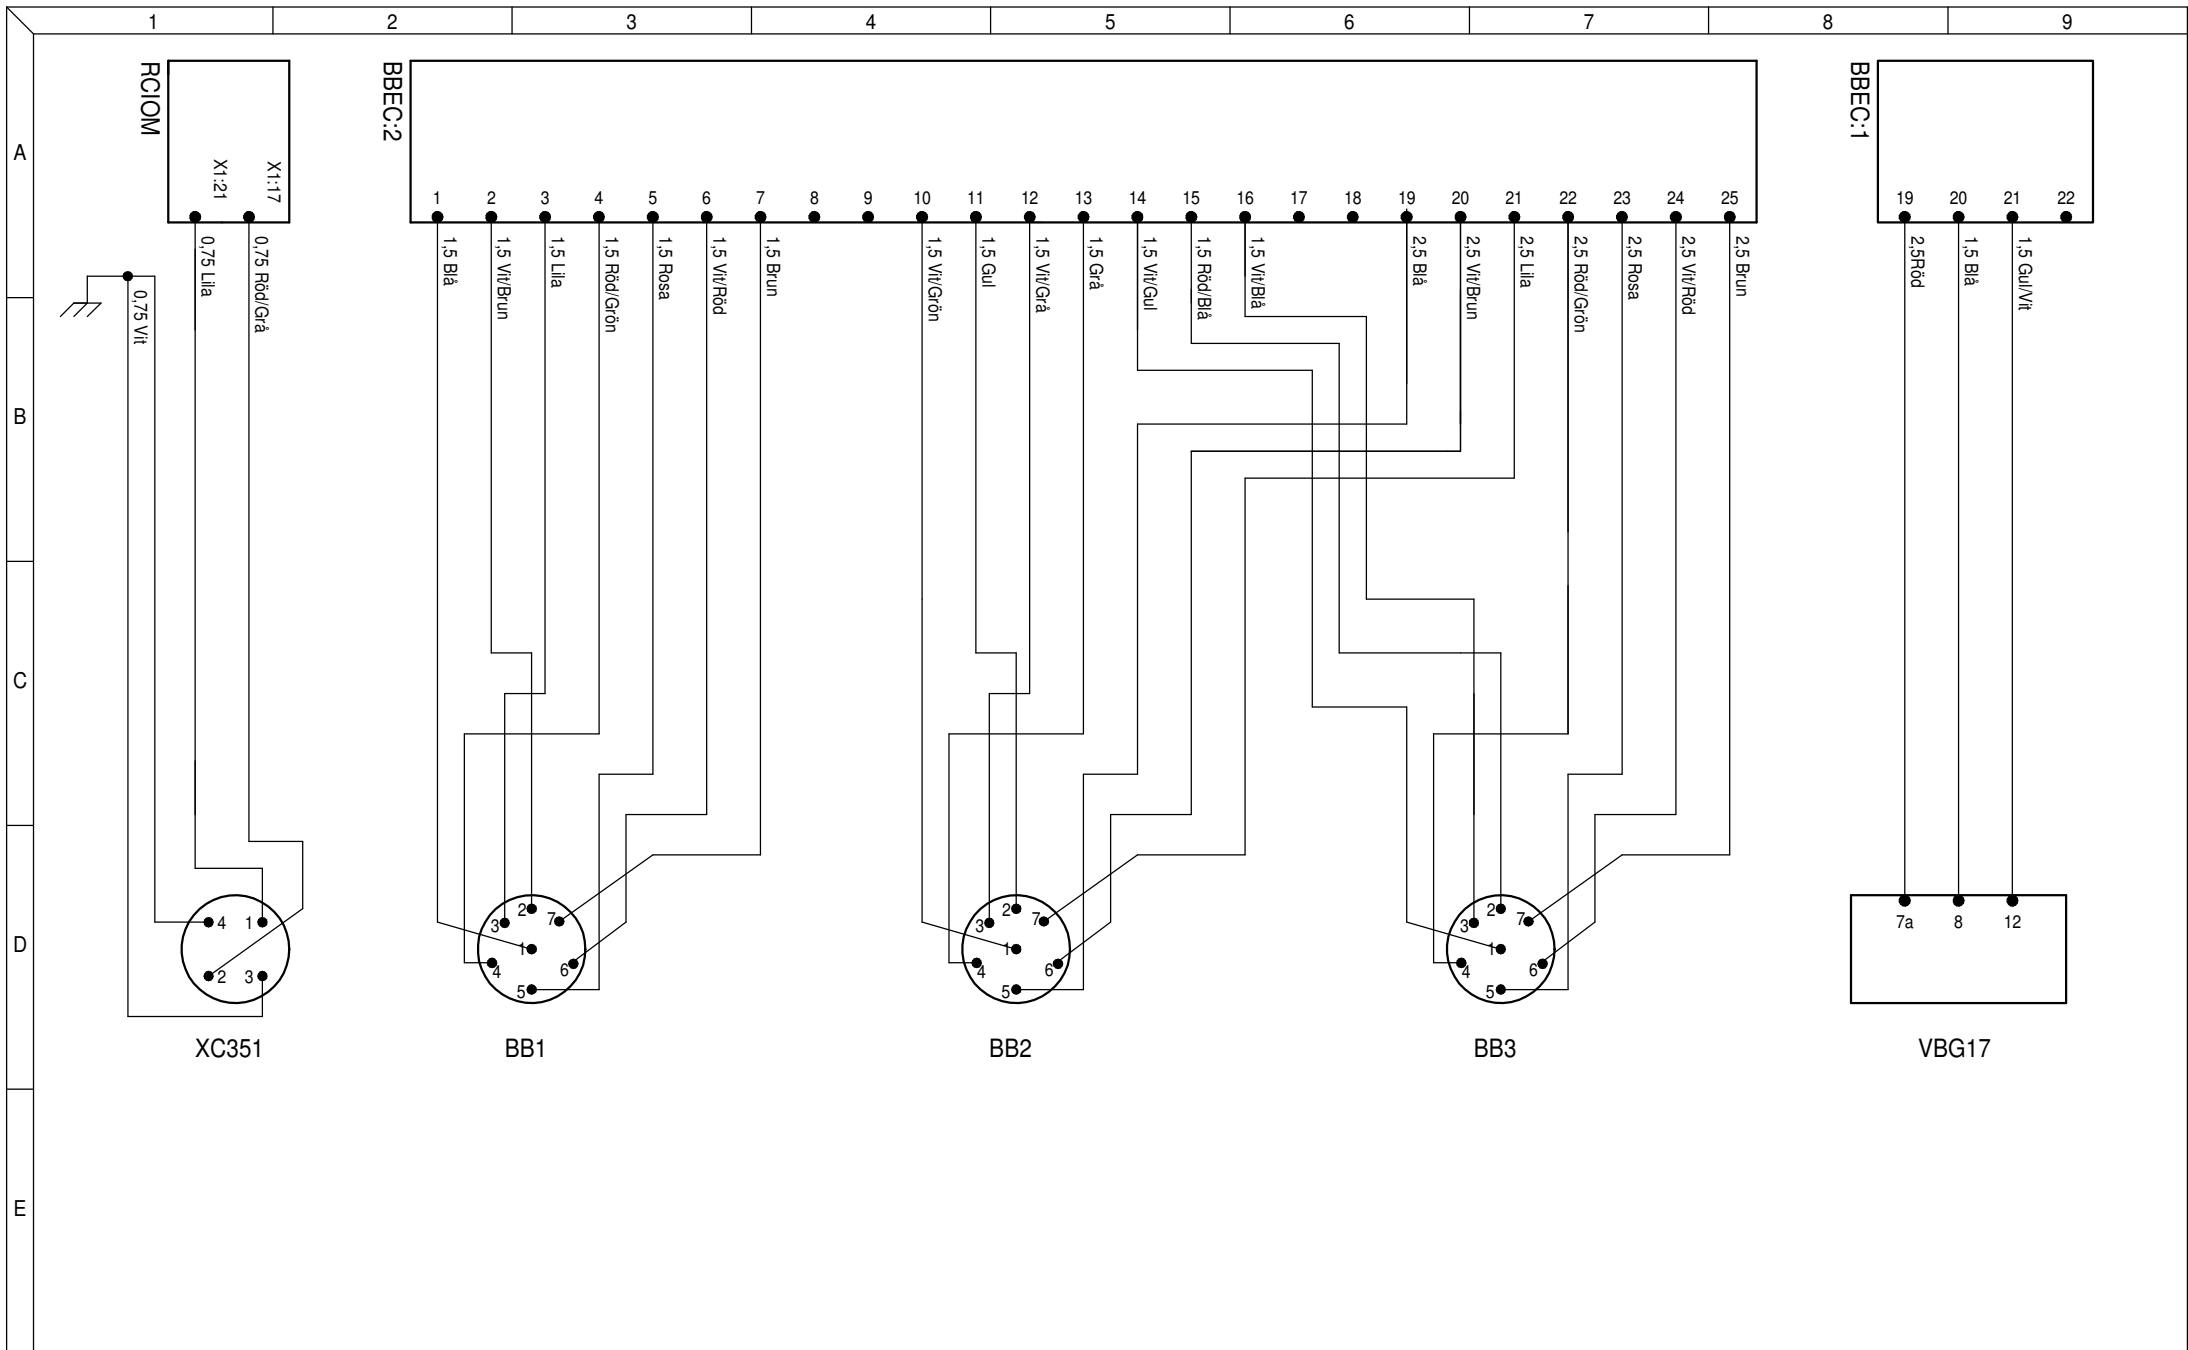 1 2 3 4 5 6 7 8 9
A
B
C
D
E
RCIOM
X1:21
X1:17
BBEC:2
1 2 3 4 5 6 7 8 9 10 11 12 13 14 15 16 17 18 19 20 21 22 23 24 25
BBEC:1
19 20 21 22
0,75 Vit
0,75 Lila
0,75 Röd/Grå
1,5 Blå
1,5 Vit/Brun
1,5 Lila
1,5 Röd/Grön
1,5 Rosa
1,5 Vit/Röd
1,5 Brun
1,5 Vit/Grön
1,5 Gul
1,5 Vit/Grå
1,5 Grå
1,5 Vit/Gul
1,5 Röd/Blå
1,5 Vit/Blå
2,5 Blå
2,5 Vit/Brun
2,5 Lila
2,5 Röd/Grön
2,5 Rosa
2,5 Vit/Röd
2,5 Brun
2,5Röd
1,5 Blå
1,5 Gul/Vit
4 1
2 3
XC351
2
3 7
1
4 6
5
BB1
2
3 7
1
4 6
5
BB2
2
3 7
1
4 6
5
BB3
7a 8 12
VBG17